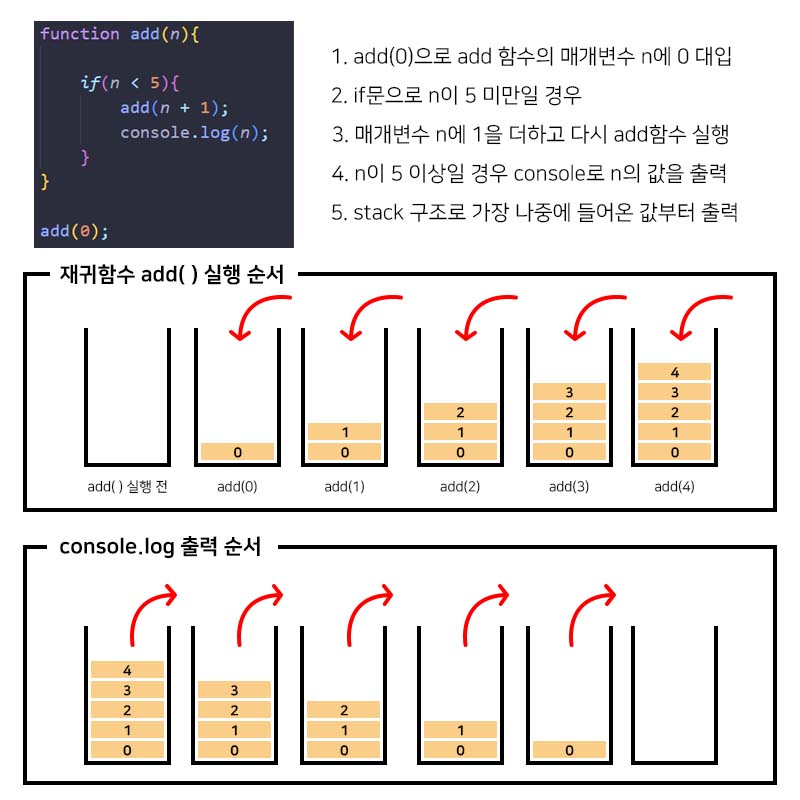 function add(n){
if(n < 5){
add(n + 1);
console.log(n);
}
}
add(0);
1. add(0)으로 add 함수의 매개변수 n에 0 대입
2. if문으로 n이 5 미만일 경우
3. 매개변수 n에 1을 더하고 다시 add함수 실행
4. n이 5 이상일 경우 console로 n의 값을 출력
5. stack 구조로 가장 나중에 들어온 값부터 출력
재귀함수 add( ) 실행 순서
4
3 3
2 2 2
1 1 1 1
0 0 0 0 0
add( ) 실행 전 add(0) add(1) add(2) add(3) add(4)
console.log 출력 순서
4
3 3
2 2 2
1 1 1 1
0 0 0 0 0